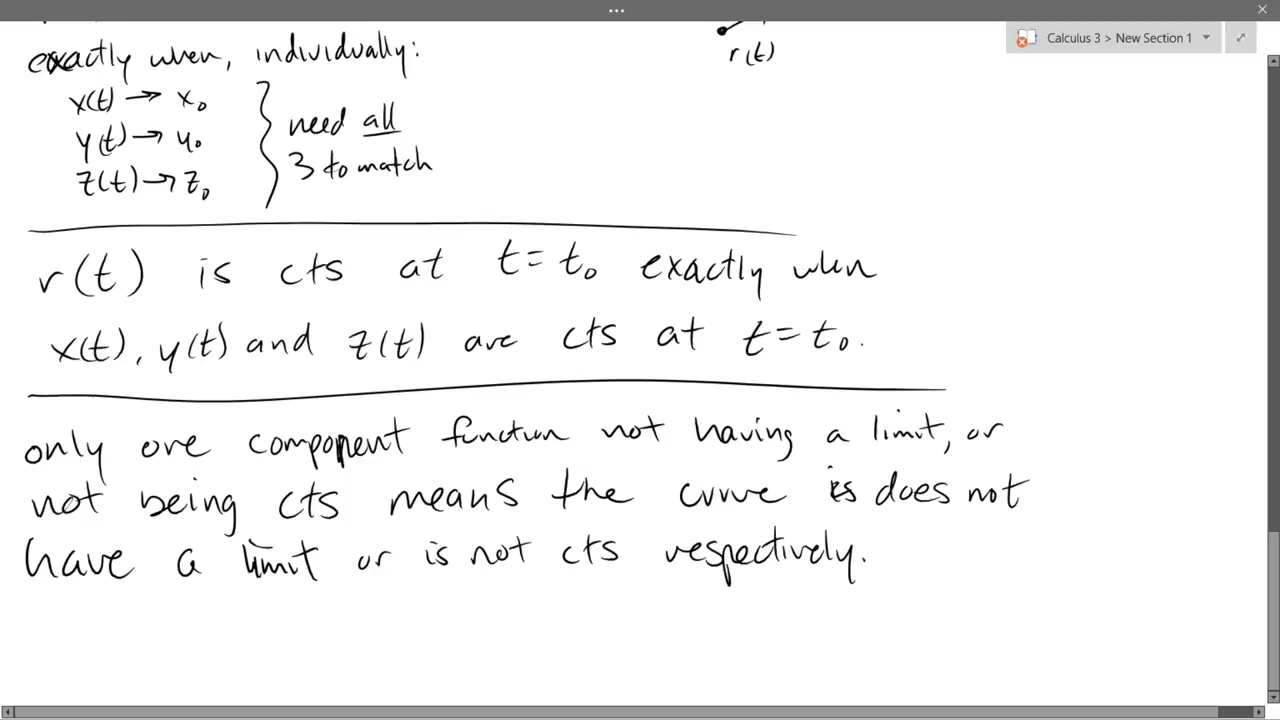 ...
Calculus 3 > New Section 1
r(t)
exactly when, individually:
x(t) → x₀
y(t) → y₀
z(t) → z₀
need all
3 to match
r(t) is cts at t = t₀ exactly when
x(t), y(t) and z(t) are cts at t = t₀.
only one component function not having a limit, or
not being cts means the curve is does not
have a limit or is not cts respectively.